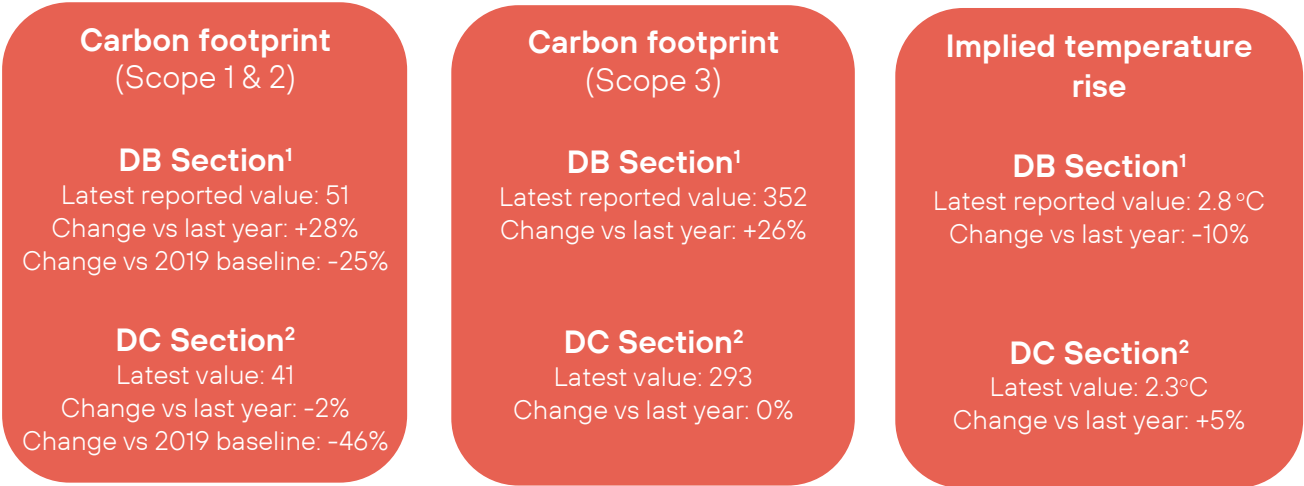 Carbon footprint
(Scope 1 & 2)
DB Section¹
Latest reported value: 51
Change vs last year: +28%
Change vs 2019 baseline: -25%
DC Section²
Latest value: 41
Change vs last year: -2%
Change vs 2019 baseline: -46%
Carbon footprint
(Scope 3)
DB Section¹
Latest reported value: 352
Change vs last year: +26%
DC Section²
Latest value: 293
Change vs last year: 0%
Implied temperature
rise
DB Section¹
Latest reported value: 2.8 °C
Change vs last year: -10%
DC Section²
Latest value: 2.3°C
Change vs last year: +5%